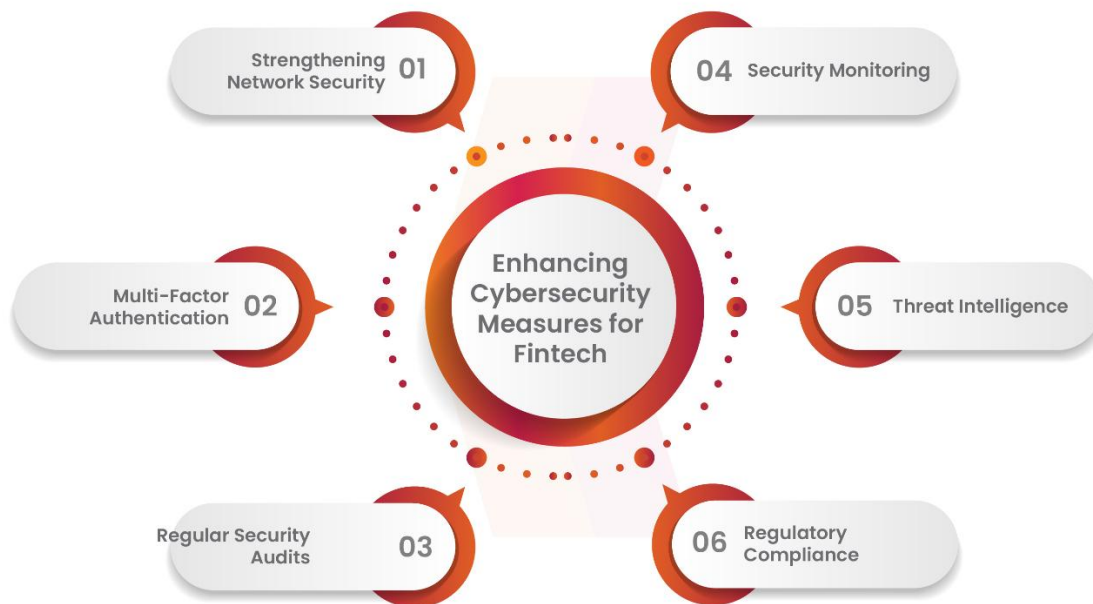 Strengthening
Network Security
01
Multi-Factor
Authentication
02
Regular Security
Audits
03
Enhancing
Cybersecurity
Measures for
Fintech
04
Security Monitoring
05
Threat Intelligence
06
Regulatory
Compliance